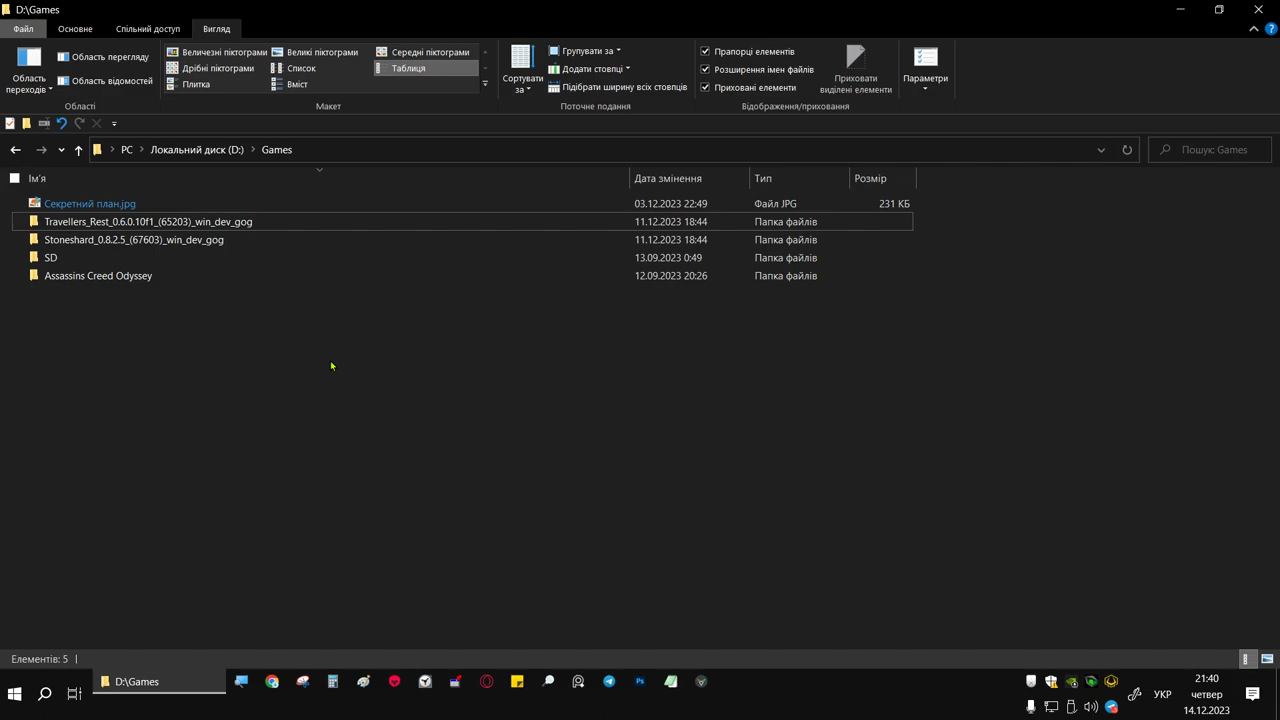 D:\Games
Файл Основне Спільний доступ Вигляд
Область переходів
Область перегляду
Область відомостей
Області
Величезні піктограми Великі піктограми Середні піктограми
Дрібні піктограми Список Таблиця
Плитка Вміст
Макет
Сортувати за
Групувати за
Додати стовпці
Підібрати ширину всіх стовпців
Поточне подання
Прапорці елементів
Розширення імен файлів
Приховані елементи
Приховати виділені елементи
Відображення/приховання
Параметри
PC Локальний диск (D:) Games
Пошук: Games
Ім'я Дата змінення Тип Розмір
Секретний план.jpg 03.12.2023 22:49 Файл JPG 231 КБ
Travellers_Rest_0.6.0.10f1_(65203)_win_dev_gog 11.12.2023 18:44 Папка файлів
Stoneshard_0.8.2.5_(67603)_win_dev_gog 11.12.2023 18:44 Папка файлів
SD 13.09.2023 0:49 Папка файлів
Assassins Creed Odyssey 12.09.2023 20:26 Папка файлів
Елементів: 5
D:\Games
Ps
УКР
21:40
четвер
14.12.2023